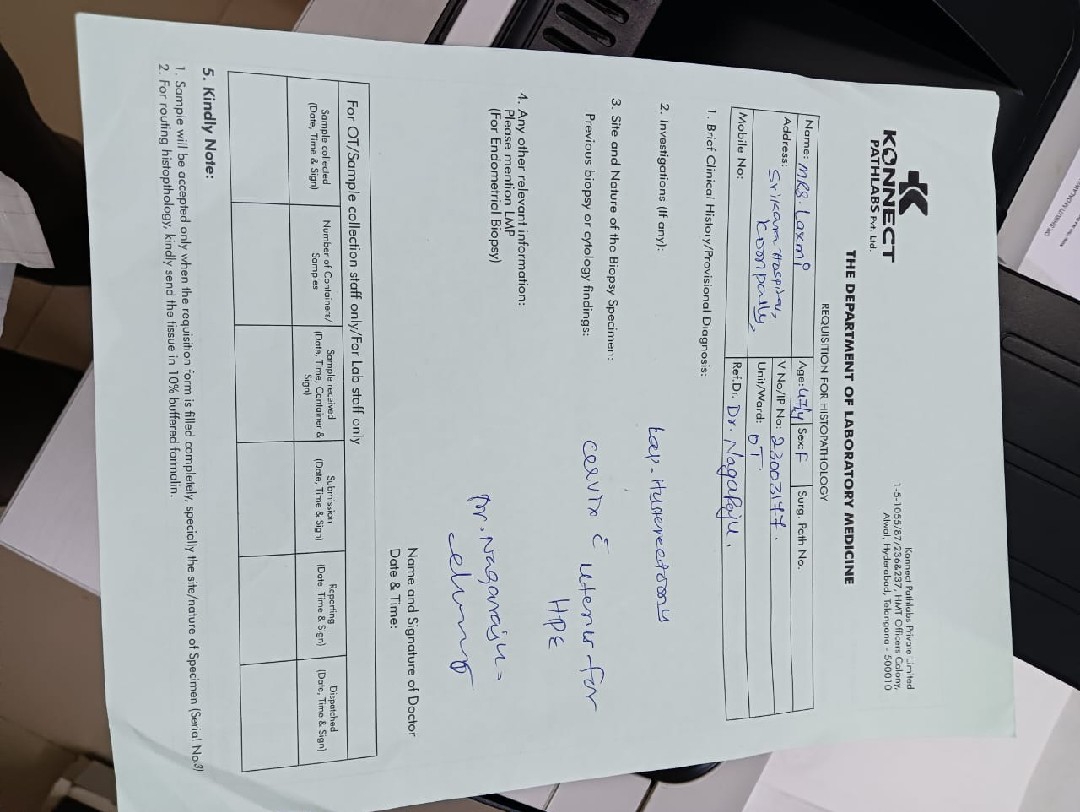 KONNECT
PATHLABS Pvt. Ltd.
Konnect Pathlabs Private Limited
1-5-1055/87/236&237, HMT Officers Colony,
Alwal, Hyderabad, Telangana - 500010
THE DEPARTMENT OF LABORATORY MEDICINE
REQUISITION FOR HISTOPATHOLOGY
Name: MRS. Laxmi Age: 47/y Sex: F Surg. Path No.
Address: Srikara Hospital, V No/IP No: 23003147.
Kompally, Unit/Ward: OT
Mobile No: Ref.Dr. Dr. Nagaraju.
1. Brief Clinical History/Provisional Diagnosis:
2. Investigations (If any): Lap-Hysterectomy
3. Site and Nature of the Biopsy Specimen:
Previous biopsy or cytology findings: cervix c̄ uterus for
HPE
4. Any other relevant information:
Please mention LMP
(For Endometrial Biopsy)
Dr. Nagaraju
Name and Signature of Doctor
Date & Time:
For OT/Sample collection staff only/For Lab staff only
Sample collected (Date, Time & Sign)
Number of Containers/ Samples
Sample received (Date, Time, Container & Sign)
Submission (Date, Time & Sign)
Reporting (Date, Time & Sign)
Dispatched (Date, Time & Sign)
5. Kindly Note:
1. Sample will be accepted only when the requisition form is filled completely, specially the site/nature of Specimen (Serial No.3)
2. For routing histopthology, kindly send the tissue in 10% buffered formalin.